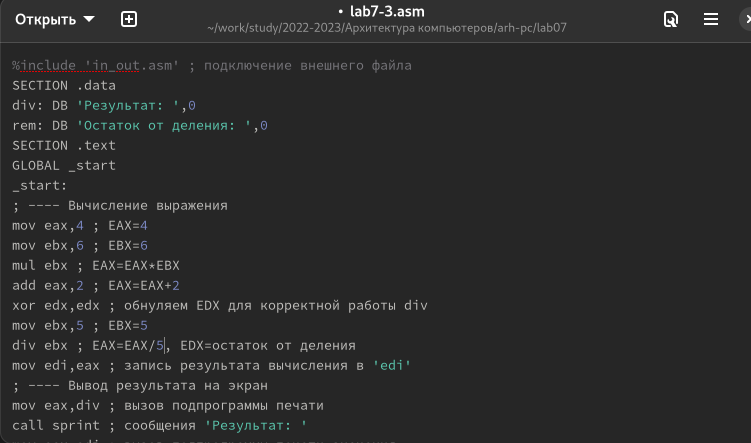 Открыть
• lab7-3.asm
~/work/study/2022-2023/Архитектура компьютеров/arh-pc/lab07
%include 'in_out.asm' ; подключение внешнего файла
SECTION .data
div: DB 'Результат: ',0
rem: DB 'Остаток от деления: ',0
SECTION .text
GLOBAL _start
_start:
; ---- Вычисление выражения
mov eax,4 ; EAX=4
mov ebx,6 ; EBX=6
mul ebx ; EAX=EAX*EBX
add eax,2 ; EAX=EAX+2
xor edx,edx ; обнуляем EDX для корректной работы div
mov ebx,5 ; EBX=5
div ebx ; EAX=EAX/5, EDX=остаток от деления
mov edi,eax ; запись результата вычисления в 'edi'
; ---- Вывод результата на экран
mov eax,div ; вызов подпрограммы печати
call sprint ; сообщения 'Результат: '